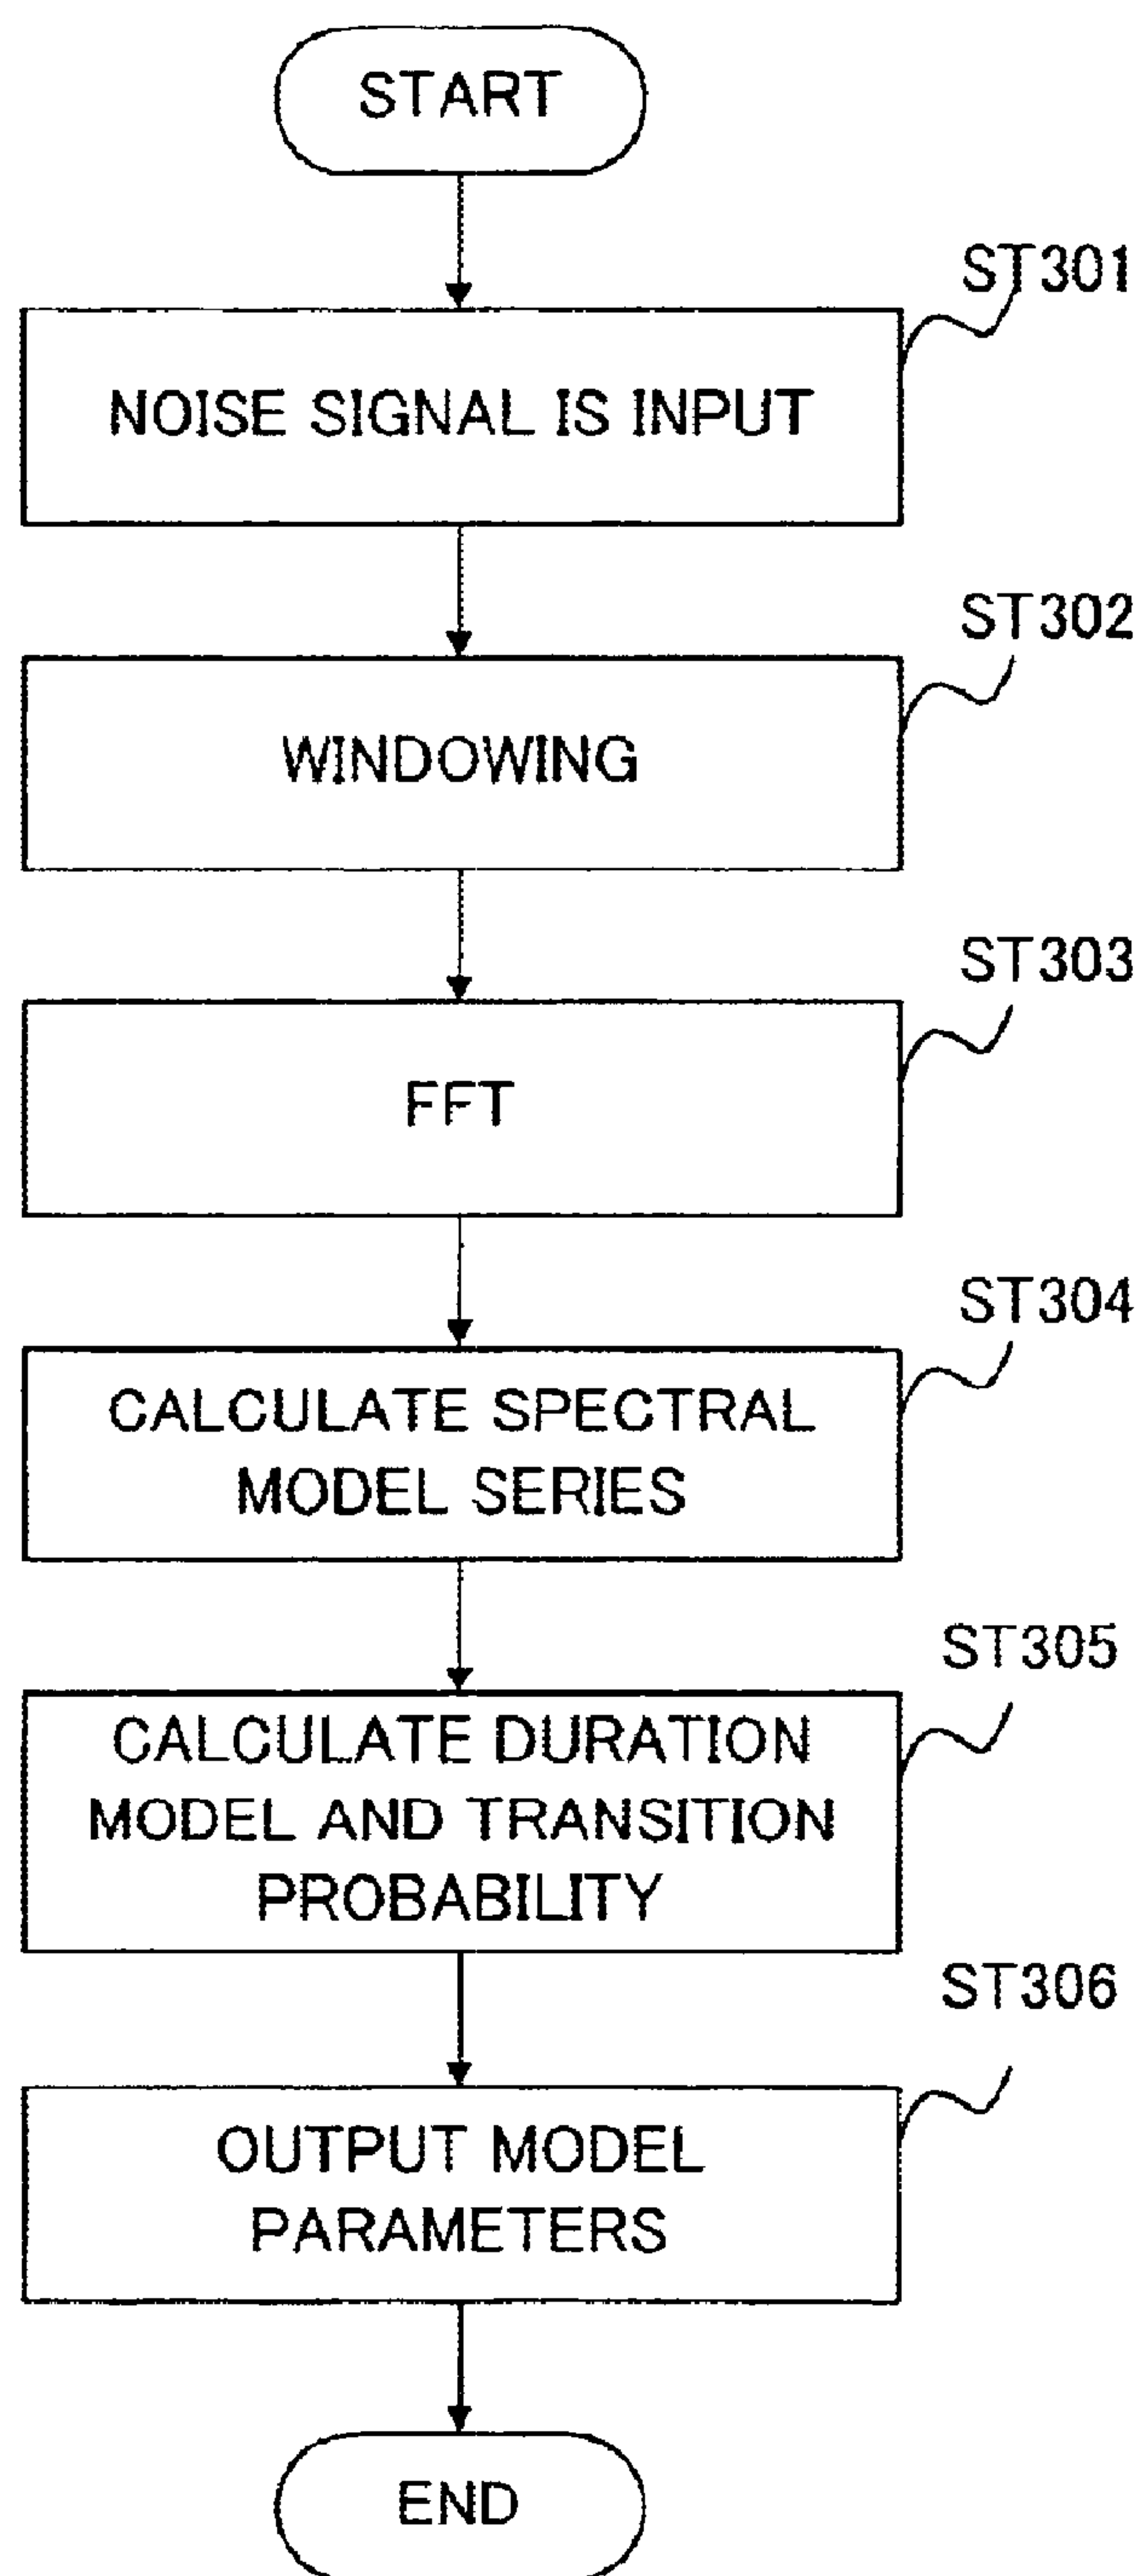 START
ST301
NOISE SIGNAL IS INPUT
ST302
WINDOWING
ST303
FFT
ST304
CALCULATE SPECTRAL
MODEL SERIES
ST305
CALCULATE DURATION
MODEL AND TRANSITION
PROBABILITY
ST306
OUTPUT MODEL
PARAMETERS
END